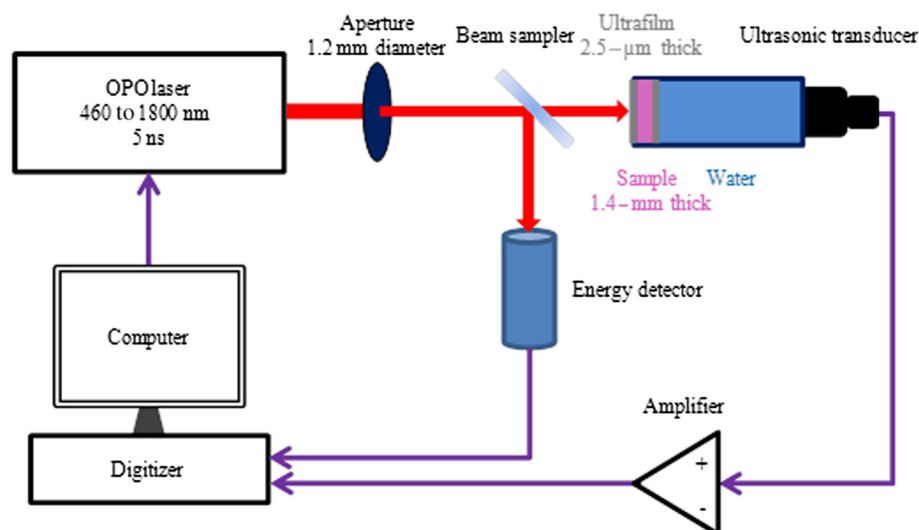 Aperture
1.2 mm diameter
Beam sampler
Ultrafilm
2.5–μm thick
Ultrasonic transducer
OPO laser
460 to 1800 nm
5 ns
Sample
1.4–mm thick
Water
Energy detector
Computer
Amplifier
+
-
Digitizer